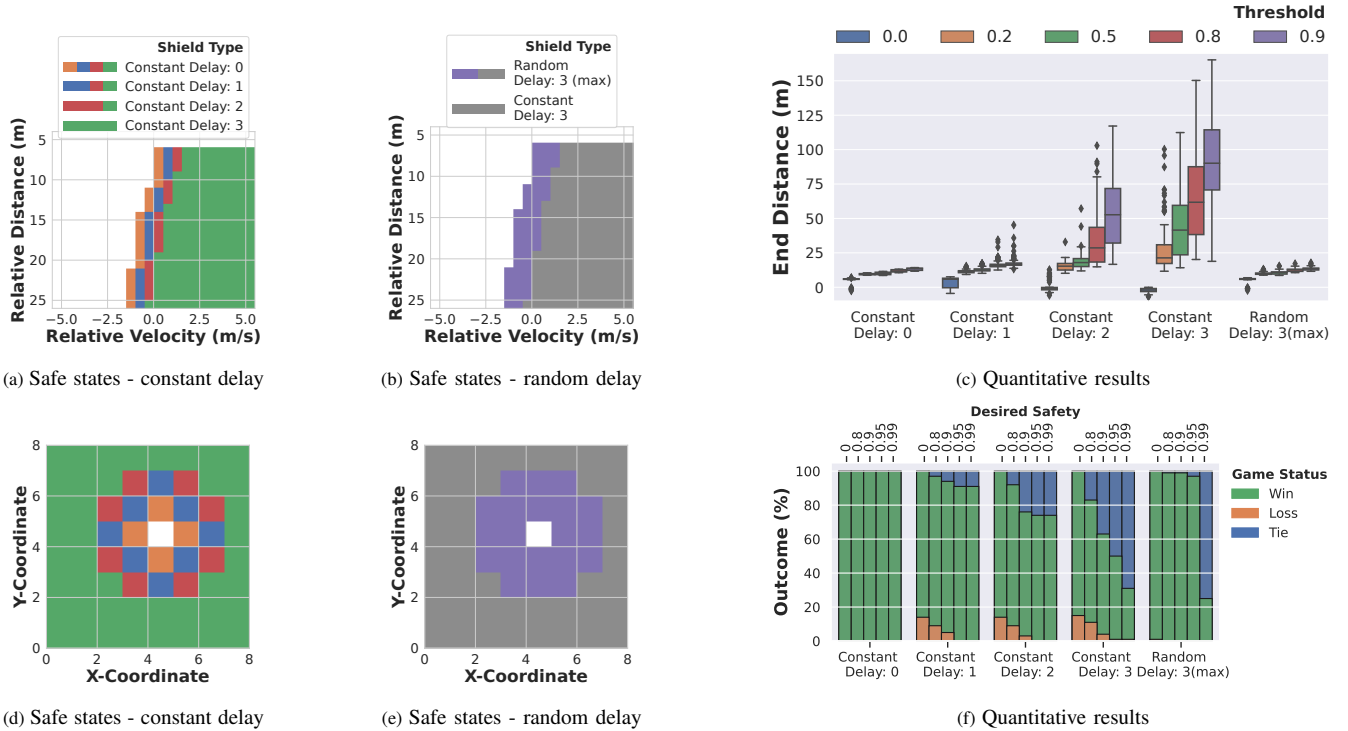 Shield Type
Constant Delay: 0
Constant Delay: 1
Constant Delay: 2
Constant Delay: 3
5
10
15
20
25
Relative Distance (m)
−5.0 −2.5 0.0 2.5 5.0
Relative Velocity (m/s)
(a) Safe states - constant delay
Shield Type
Random
Delay: 3 (max)
Constant
Delay: 3
5
10
15
20
25
Relative Distance (m)
−5.0 −2.5 0.0 2.5 5.0
Relative Velocity (m/s)
(b) Safe states - random delay
Threshold
0.0 0.2 0.5 0.8 0.9
150
125
100
75
50
25
0
End Distance (m)
Constant Delay: 0
Constant Delay: 1
Constant Delay: 2
Constant Delay: 3
Random Delay: 3(max)
(c) Quantitative results
8
6
4
2
0
Y-Coordinate
0 2 4 6 8
X-Coordinate
(d) Safe states - constant delay
8
6
4
2
0
Y-Coordinate
0 2 4 6 8
X-Coordinate
(e) Safe states - random delay
Desired Safety
0 0.8 0.9 0.95 0.99
0 0.8 0.9 0.95 0.99
0 0.8 0.9 0.95 0.99
0 0.8 0.9 0.95 0.99
0 0.8 0.9 0.95 0.99
100
80
60
40
20
0
Outcome (%)
Constant Delay: 0
Constant Delay: 1
Constant Delay: 2
Constant Delay: 3
Random Delay: 3(max)
Game Status
Win
Loss
Tie
(f) Quantitative results